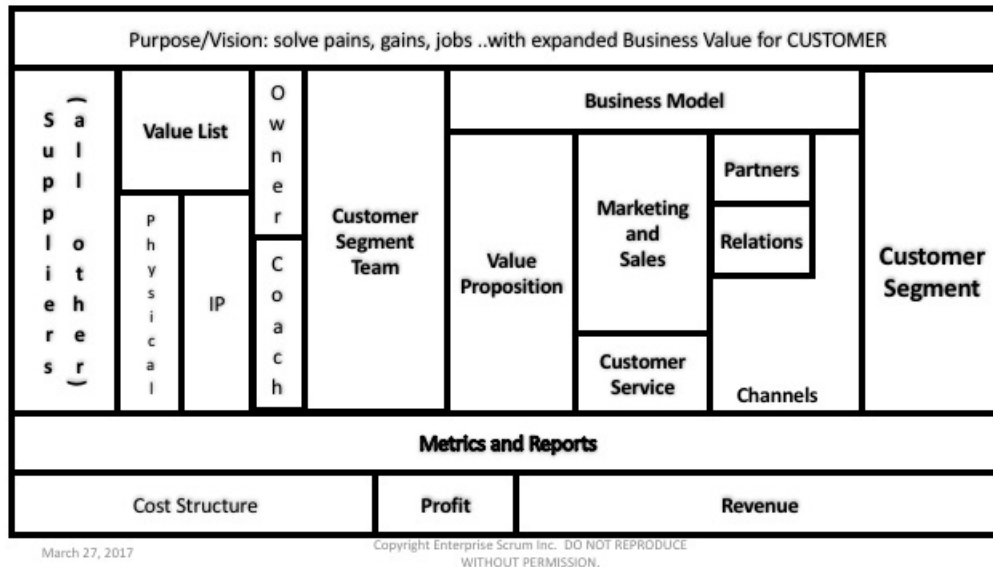 Purpose/Vision: solve pains, gains, jobs ..with expanded Business Value for CUSTOMER
Suppliers
(all other)
Value List
Physical
IP
Owner
Coach
Customer
Segment
Team
Business Model
Value
Proposition
Marketing
and
Sales
Customer
Service
Partners
Relations
Channels
Customer
Segment
Metrics and Reports
Cost Structure
Profit
Revenue
March 27, 2017
Copyright Enterprise Scrum Inc. DO NOT REPRODUCE
WITHOUT PERMISSION.